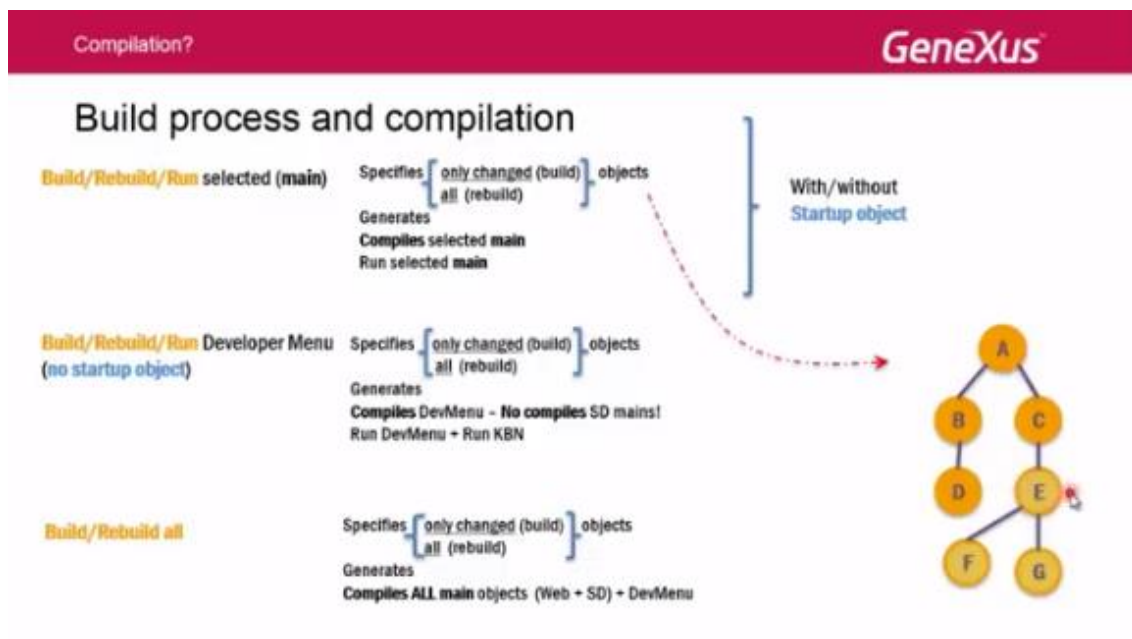 Compilation?
GeneXus
Build process and compilation
Build/Rebuild/Run selected (main)
Specifies only changed (build) objects
all (rebuild)
Generates
Compiles selected main
Run selected main
With/without
Startup object
Build/Rebuild/Run Developer Menu
(no startup object)
Specifies only changed (build) objects
all (rebuild)
Generates
Compiles DevMenu - No compiles SD mains!
Run DevMenu + Run KBN
Build/Rebuild all
Specifies only changed (build) objects
all (rebuild)
Generates
Compiles ALL main objects (Web + SD) + DevMenu
A
B C
D E
F G